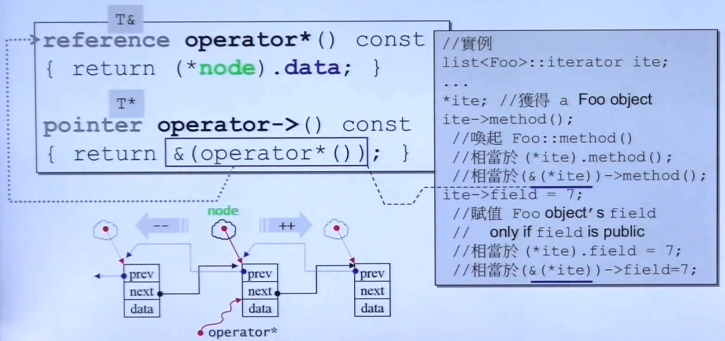 T&
reference operator*() const
{ return (*node).data; }
T*
pointer operator->() const
{ return &(operator*()); }
//實例
list<Foo>::iterator ite;
...
*ite; //獲得 a Foo object
ite->method();
//喚起 Foo::method()
//相當於 (*ite).method();
//相當於(&(*ite))->method();
ite->field = 7;
//賦值 Foo object's field
// only if field is public
//相當於 (*ite).field = 7;
//相當於(&(*ite))->field=7;
node
--
++
prev
next
data
prev
next
data
prev
next
data
operator*